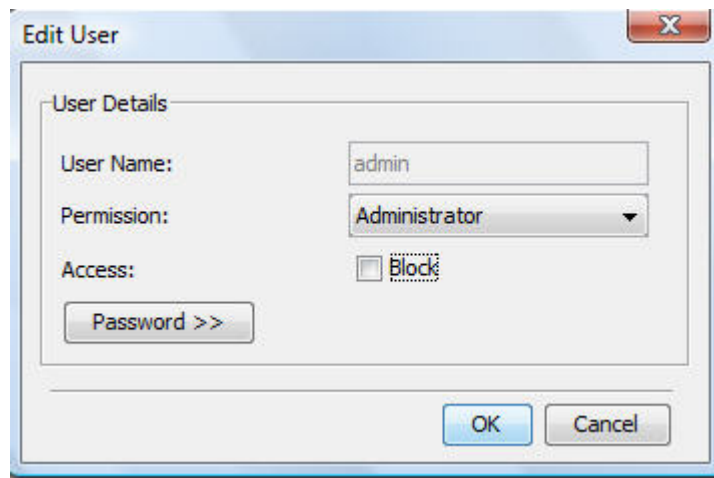 Edit User
User Details
User Name: admin
Permission: Administrator
Access: Block
Password >>
OK Cancel